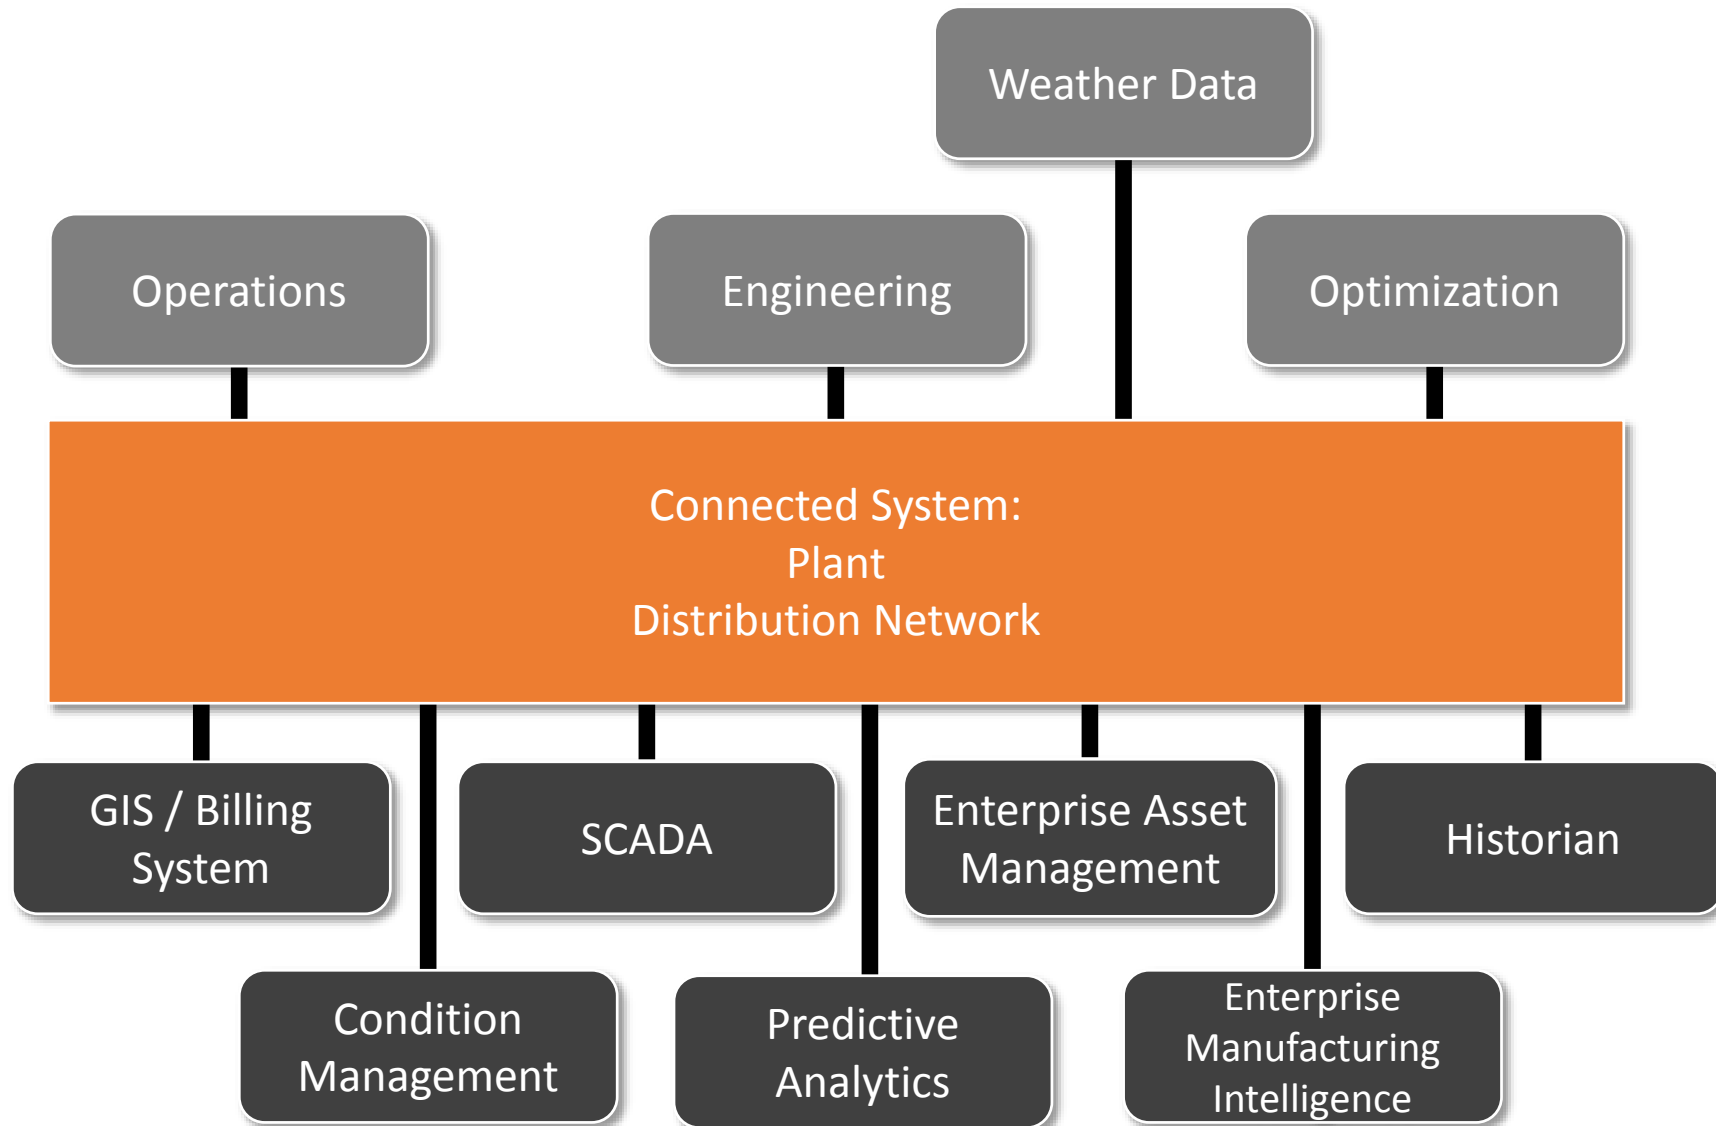 Weather Data
Operations
Engineering
Optimization
Connected System:
Plant
Distribution Network
GIS / Billing
System
SCADA
Enterprise Asset
Management
Historian
Condition
Management
Predictive
Analytics
Enterprise
Manufacturing
Intelligence